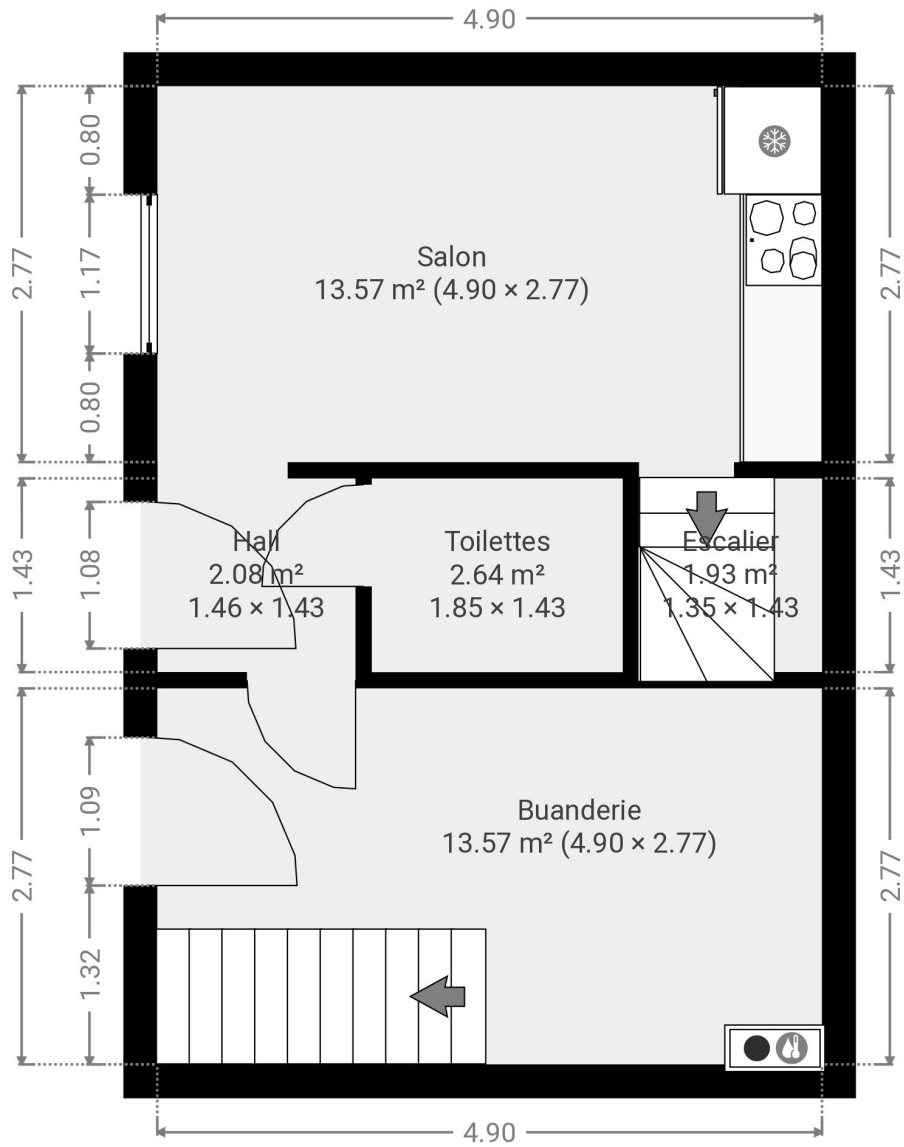 4.90
0.80
2.77
1.17
2.77
Salon
13.57 m² (4.90 × 2.77)
0.80
1.43
1.08
Hall
2.08 m²
1.46 × 1.43
Toilettes
2.64 m²
1.85 × 1.43
Escalier
1.93 m²
1.35 × 1.43
1.43
1.09
Buanderie
13.57 m² (4.90 × 2.77)
2.77
2.77
1.32
4.90